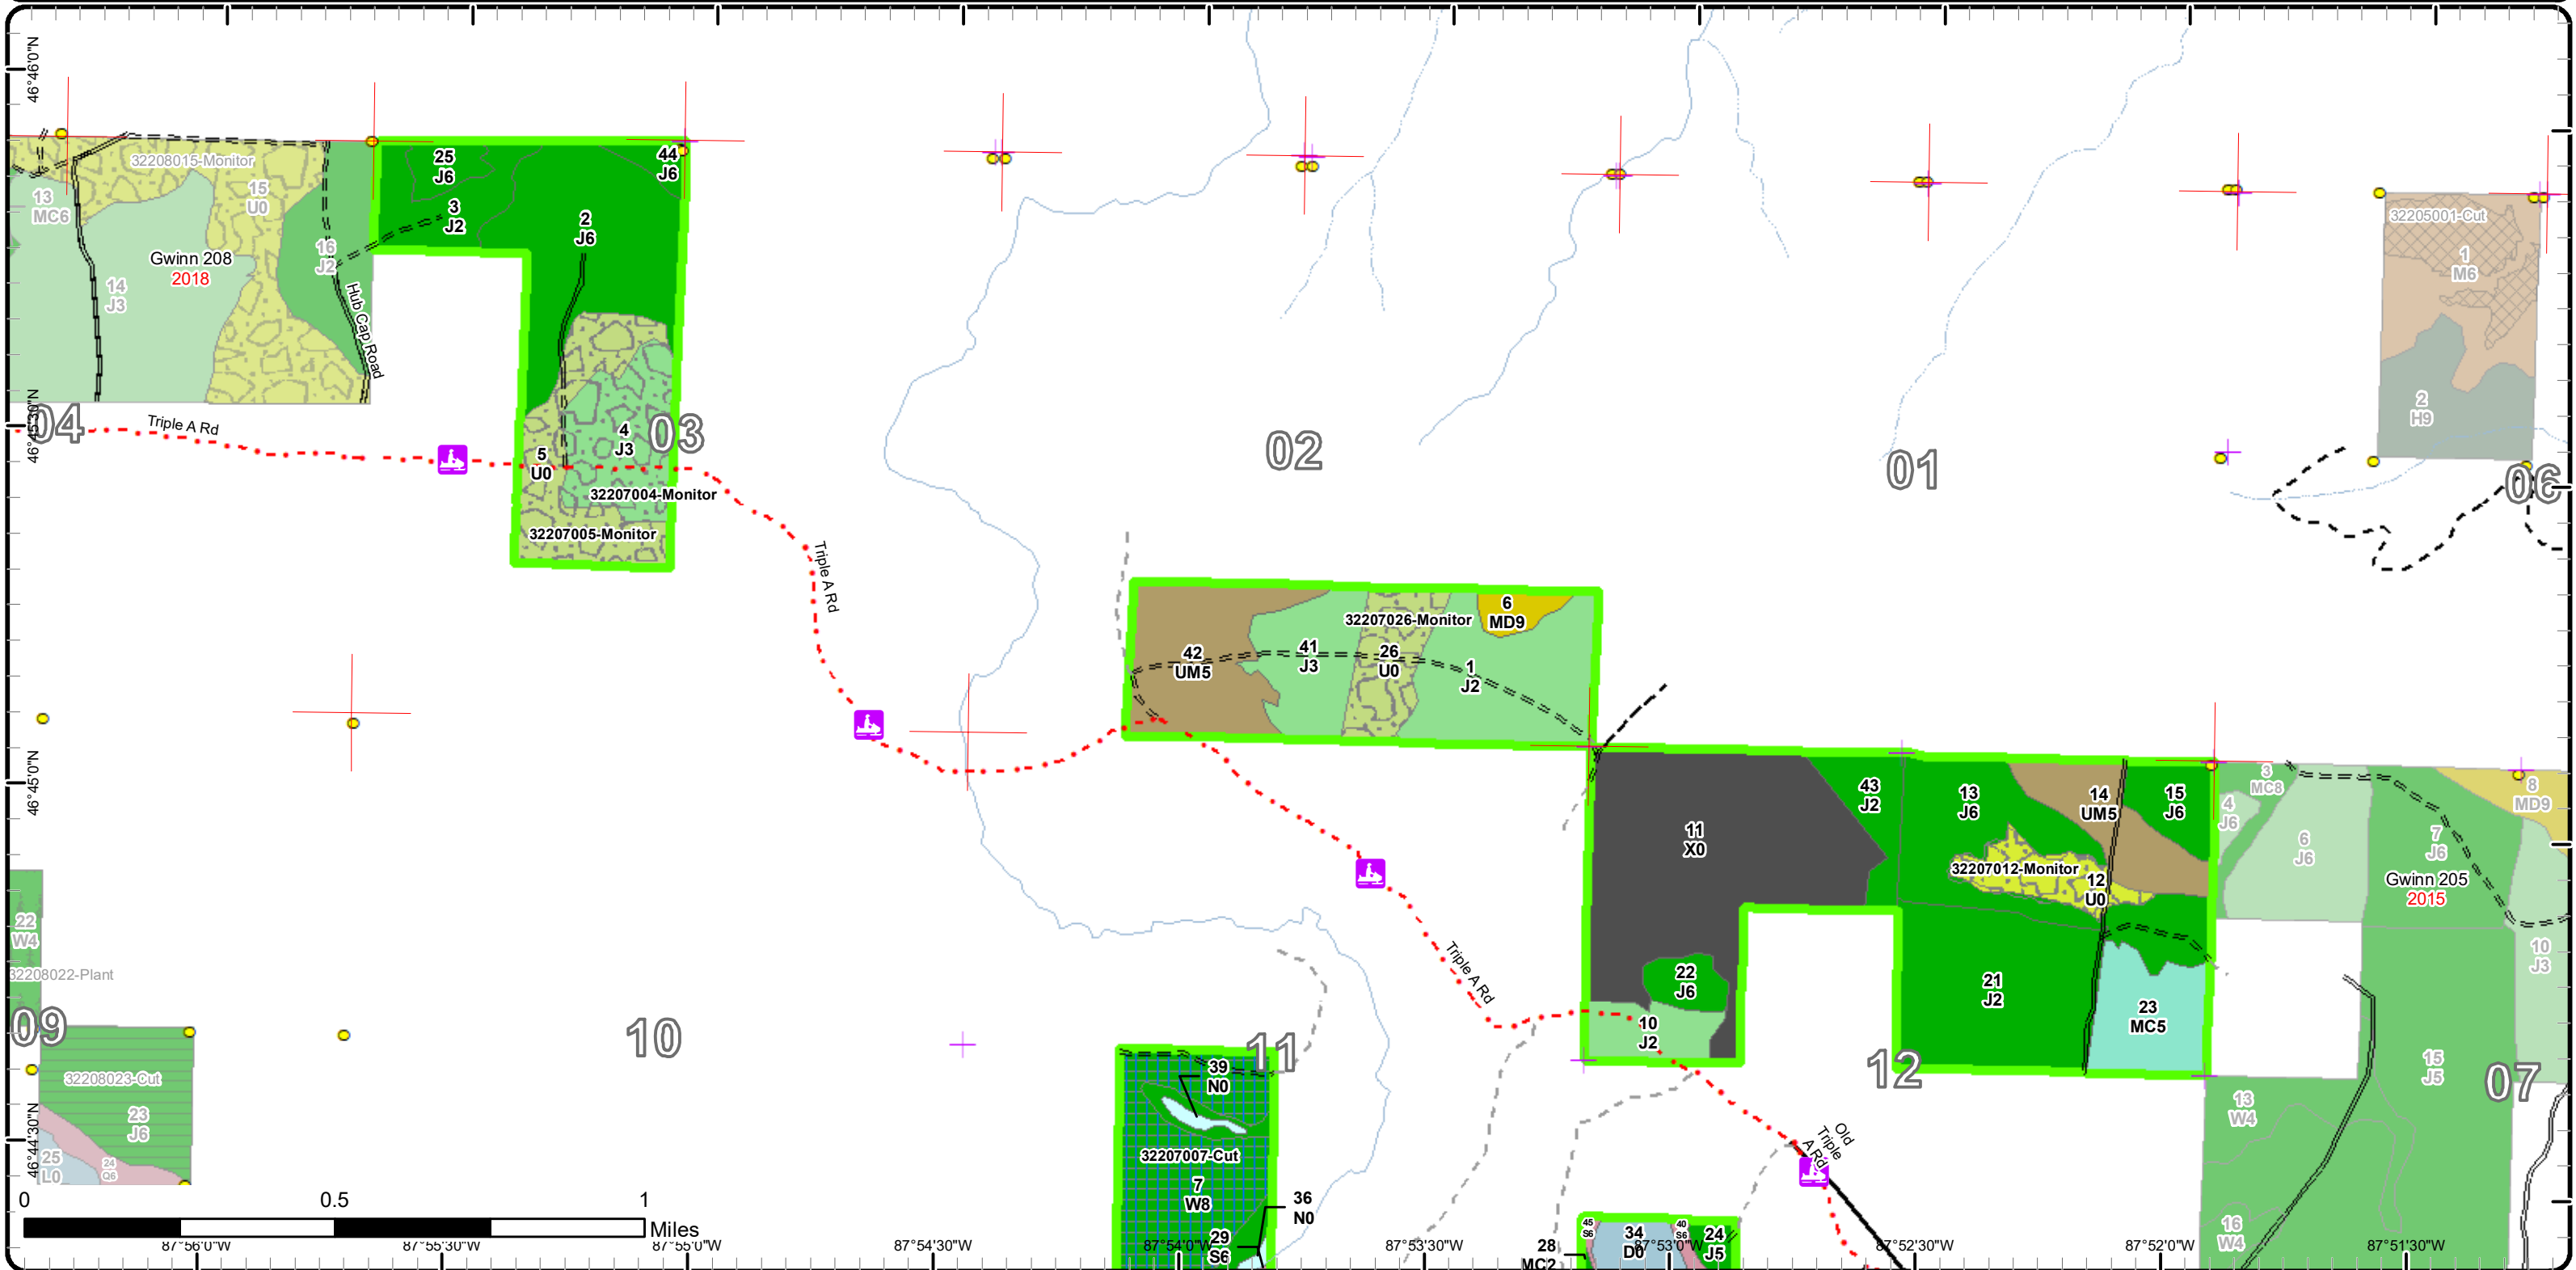 46°46'0"N
32208015-Monitor
13
MC6
15
U0
14
J3
Gwinn 208
2018
16
J2
Hub Cap Road
25
J6
3
J2
44
J6
2
J6
4
J3
5
U0
32207004-Monitor
32207005-Monitor
46°45'30"N
04
Triple A Rd
03
02
01
32205001-Cut
1
M6
2
H9
06
Triple A Rd
42
UM5
41
J3
32207026-Monitor
26
U0
6
MD9
1
J2
46°45'0"N
11
X0
43
J2
13
J6
14
UM5
15
J6
32207012-Monitor
12
U0
22
J6
10
J2
21
J2
23
MC5
3
MC8
4
J6
6
J6
7
J6
8
MD9
Gwinn 205
2015
10
J3
15
J5
13
W4
16
W4
22
W4
32208022-Plant
09
10
11
12
07
Triple A Rd
32208023-Cut
23
J6
24
Q6
25
L0
46°44'30"N
39
N0
32207007-Cut
7
W8
36
N0
29
S6
Old
Triple
A Rd
45
S6
34
D0
40
S6
24
J5
28
MC2
0 0.5 1
Miles
87°56'0"W 87°55'30"W 87°55'0"W 87°54'30"W 87°54'0"W 87°53'30"W 87°53'0"W 87°52'30"W 87°52'0"W 87°51'30"W